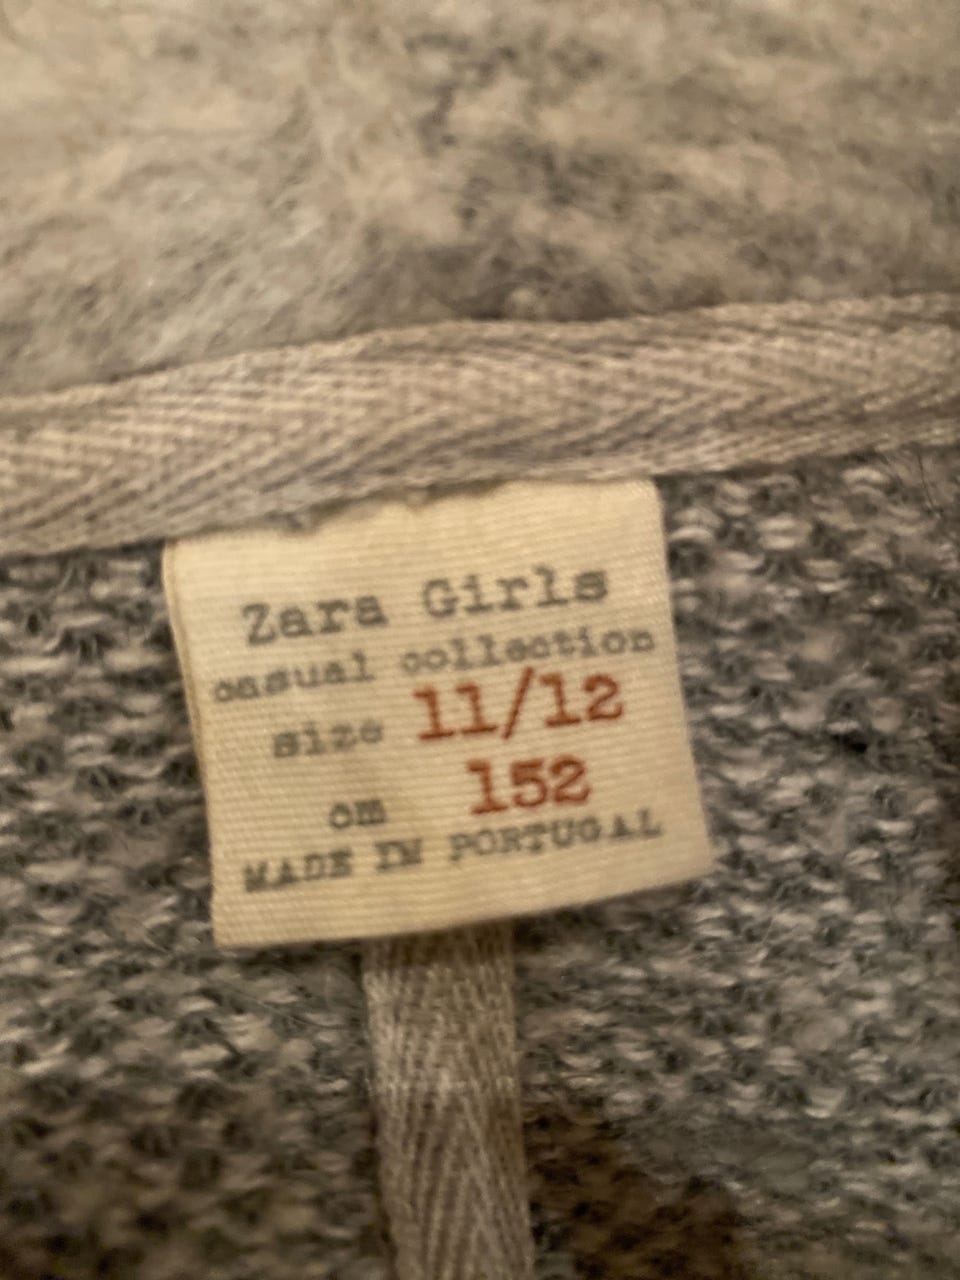 Zara Girls
casual collection
size 11/12
cm 152
MADE IN PORTUGAL